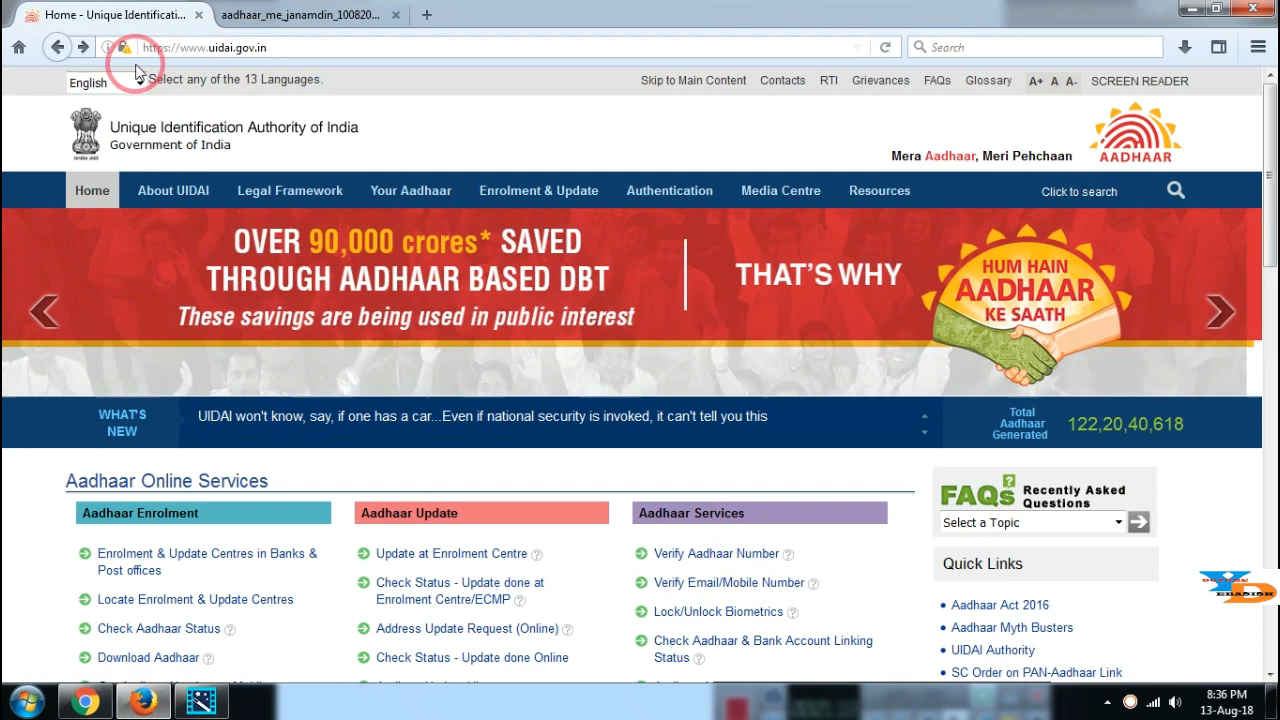 Home - Unique Identificati...
aadhaar_me_janamdin_100820...
https://www.uidai.gov.in
Search
English
Select any of the 13 Languages.
Skip to Main Content
Contacts
RTI
Grievances
FAQs
Glossary
A+ A A-
SCREEN READER
Unique Identification Authority of India
Government of India
Mera Aadhaar, Meri Pehchaan
AADHAAR
Home
About UIDAI
Legal Framework
Your Aadhaar
Enrolment & Update
Authentication
Media Centre
Resources
Click to search
OVER 90,000 crores* SAVED
THROUGH AADHAAR BASED DBT
These savings are being used in public interest
THAT'S WHY
HUM HAIN
AADHAAR
KE SAATH
WHAT'S
NEW
UIDAI won't know, say, if one has a car...Even if national security is invoked, it can't tell you this
Total
Aadhaar
Generated
122,20,40,618
Aadhaar Online Services
Aadhaar Enrolment
Enrolment & Update Centres in Banks &
Post offices
Locate Enrolment & Update Centres
Check Aadhaar Status
Download Aadhaar
Aadhaar Update
Update at Enrolment Centre
Check Status - Update done at
Enrolment Centre/ECMP
Address Update Request (Online)
Check Status - Update done Online
Aadhaar Services
Verify Aadhaar Number
Verify Email/Mobile Number
Lock/Unlock Biometrics
Check Aadhaar & Bank Account Linking
Status
FAQs
Recently Asked
Questions
Select a Topic
Quick Links
Aadhaar Act 2016
Aadhaar Myth Busters
UIDAI Authority
SC Order on PAN-Aadhaar Link
8:36 PM
13-Aug-18